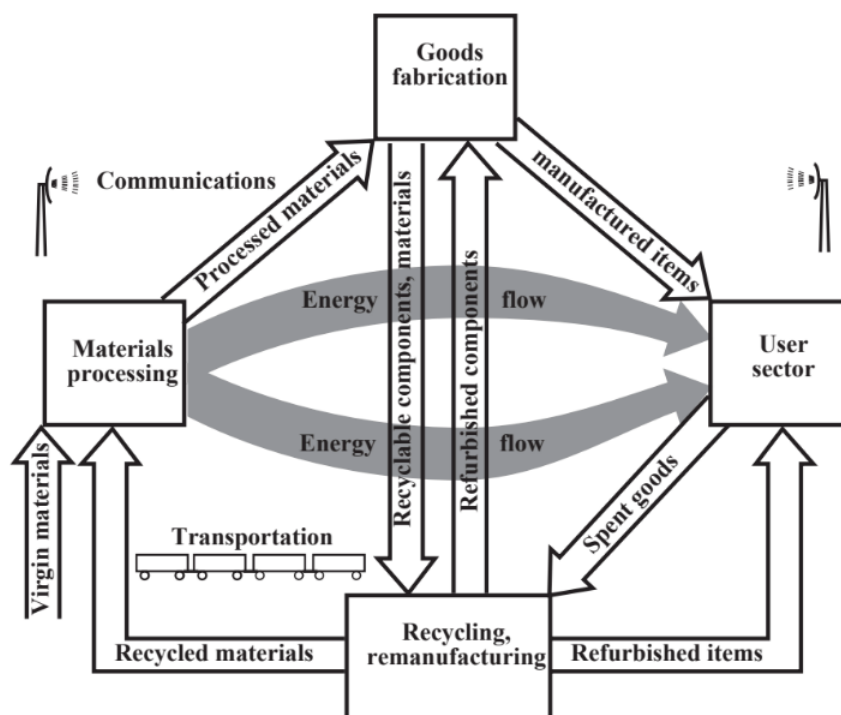 Goods
fabrication
Communications
Processed materials
Recyclable components, materials
Refurbished components
manufactured items
Energy
flow
Materials
processing
User
sector
Energy
flow
Virgin materials
Transportation
Spent goods
Recycled materials
Recycling,
remanufacturing
Refurbished items